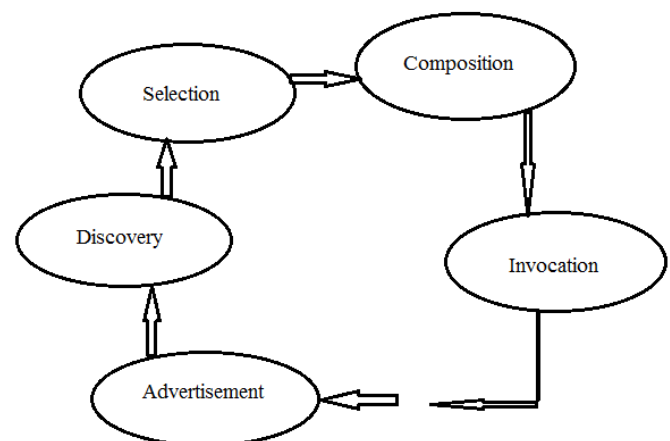 Composition
Selection
Discovery
Invocation
Advertisement